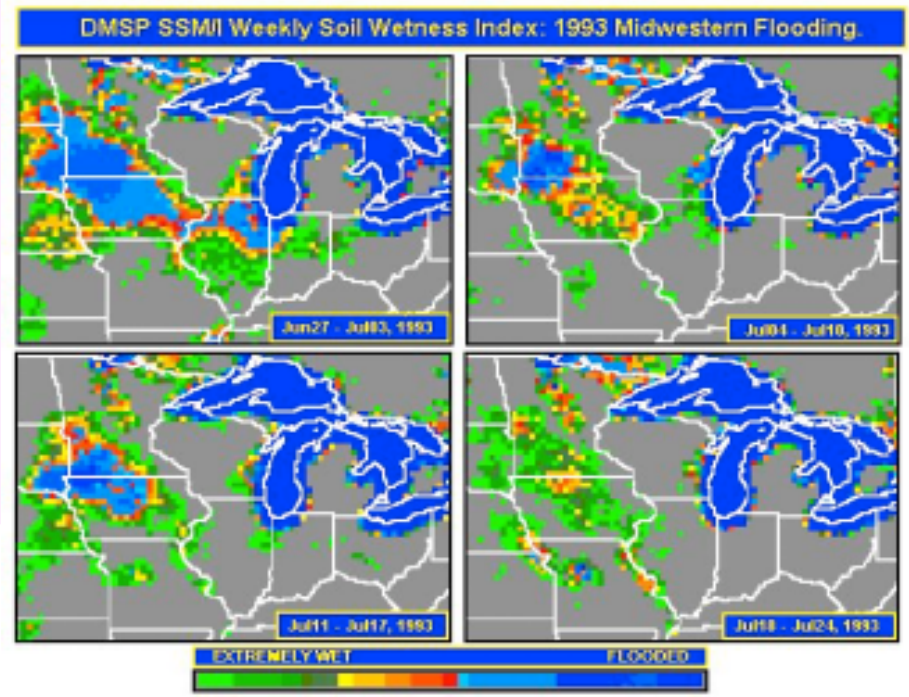 DMSP SSM/I Weekly Soil Wetness Index: 1993 Midwestern Flooding.
Jun27 - Jul03, 1993
Jul04 - Jul10, 1993
Jul11 - Jul17, 1993
Jul18 - Jul24, 1993
EXTREMELY WET FLOODED